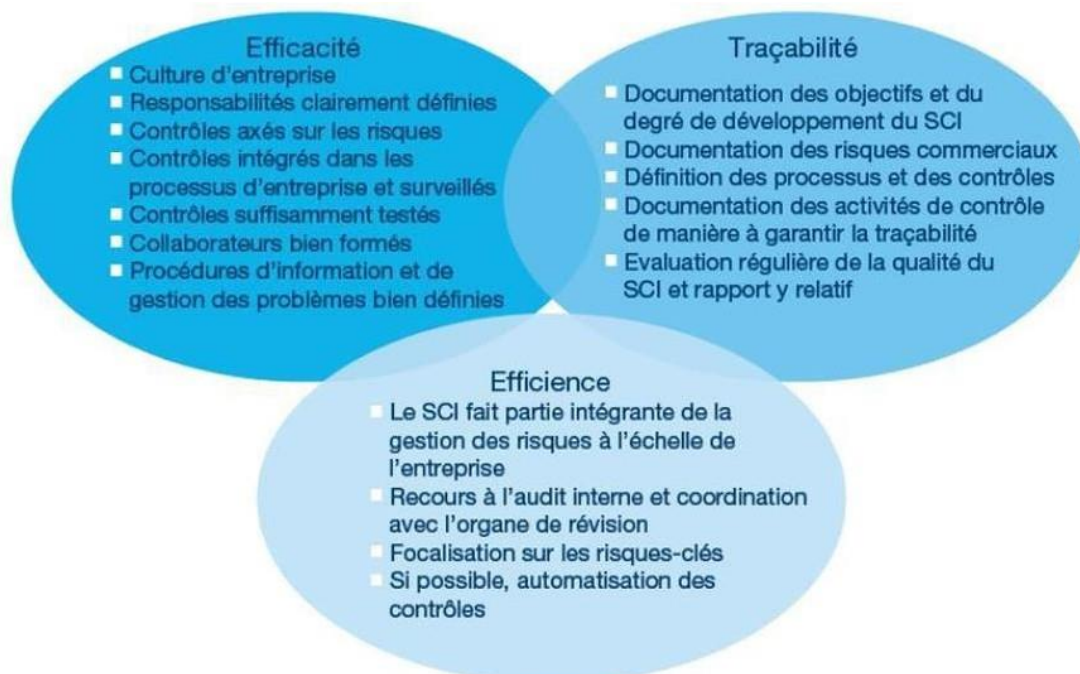 Efficacité
Culture d'entreprise
Responsabilités clairement définies
Contrôles axés sur les risques
Contrôles intégrés dans les
processus d'entreprise et surveillés
Contrôles suffisamment testés
Collaborateurs bien formés
Procédures d'information et de
gestion des problèmes bien définies
Traçabilité
Documentation des objectifs et du
degré de développement du SCI
Documentation des risques commerciaux
Définition des processus et des contrôles
Documentation des activités de contrôle
de manière à garantir la traçabilité
Evaluation régulière de la qualité du
SCI et rapport y relatif
Efficience
Le SCI fait partie intégrante de la
gestion des risques à l'échelle de
l'entreprise
Recours à l'audit interne et coordination
avec l'organe de révision
Focalisation sur les risques-clés
Si possible, automatisation des
contrôles